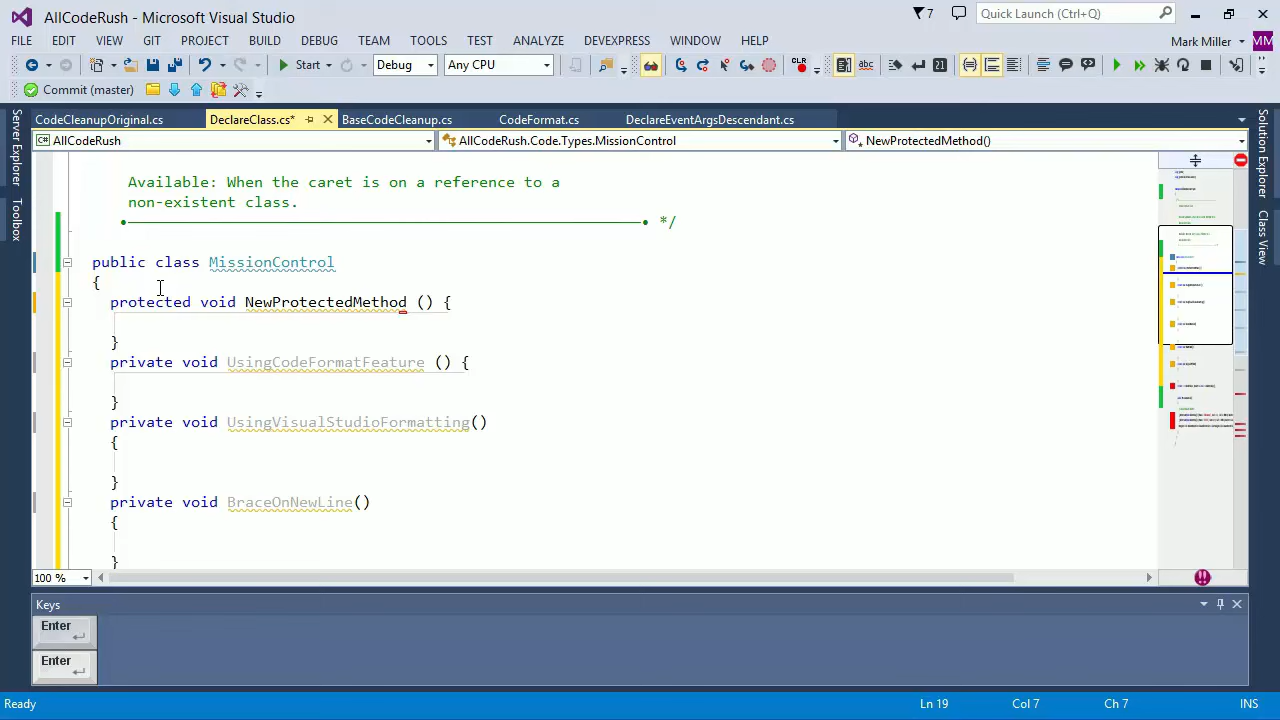 AllCodeRush - Microsoft Visual Studio
7
Quick Launch (Ctrl+Q)
FILE EDIT VIEW GIT PROJECT BUILD DEBUG TEAM TOOLS TEST ANALYZE DEVEXPRESS WINDOW HELP
Mark Miller
MM
Start Debug Any CPU CLR abc 21
Commit (master)
CodeCleanupOriginal.cs DeclareClass.cs* BaseCodeCleanup.cs CodeFormat.cs DeclareEventArgsDescendant.cs
AllCodeRush AllCodeRush.Code.Types.MissionControl NewProtectedMethod()
Server Explorer
Toolbox
Solution Explorer
Class View
Available: When the caret is on a reference to a
non-existent class.
*/
public class MissionControl
{
protected void NewProtectedMethod () {
}
private void UsingCodeFormatFeature () {
}
private void UsingVisualStudioFormatting()
{
}
private void BraceOnNewLine()
{
}
100 %
Keys
Enter
Enter
Ready Ln 19 Col 7 Ch 7 INS